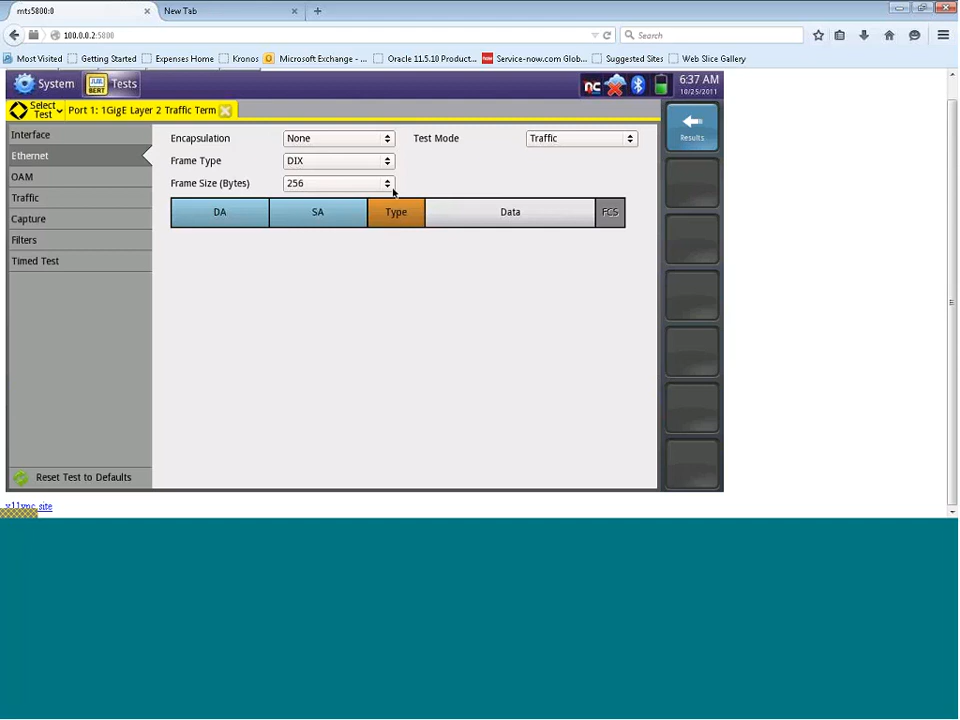 mts5800:0
New Tab
100.0.0.2:5800
Search
Most Visited Getting Started Expenses Home Kronos Microsoft Exchange - ... Oracle 11.5.10 Product... Service-now.com Glob... Suggested Sites Web Slice Gallery
System Tests
6:37 AM
10/25/2011
Select Test
Port 1: 1GigE Layer 2 Traffic Term
Results
Interface
Ethernet
OAM
Traffic
Capture
Filters
Timed Test
Reset Test to Defaults
Encapsulation None Test Mode Traffic
Frame Type DIX
Frame Size (Bytes) 256
DA SA Type Data FCS
site